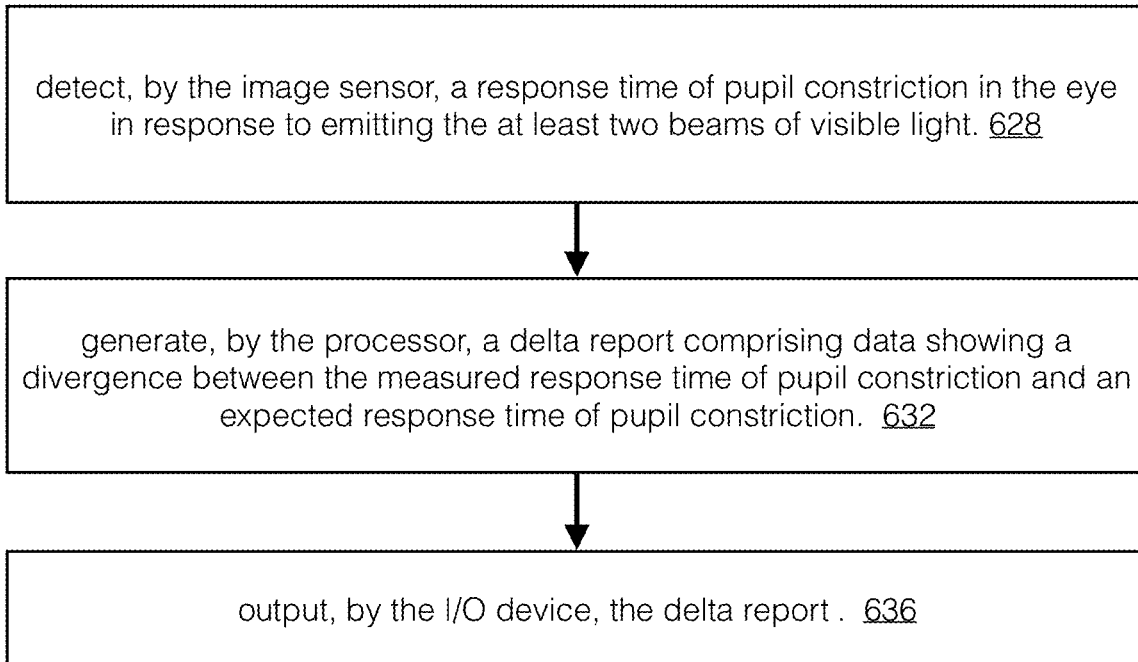 detect, by the image sensor, a response time of pupil constriction in the eye
in response to emitting the at least two beams of visible light. 628
generate, by the processor, a delta report comprising data showing a
divergence between the measured response time of pupil constriction and an
expected response time of pupil constriction. 632
output, by the I/O device, the delta report . 636